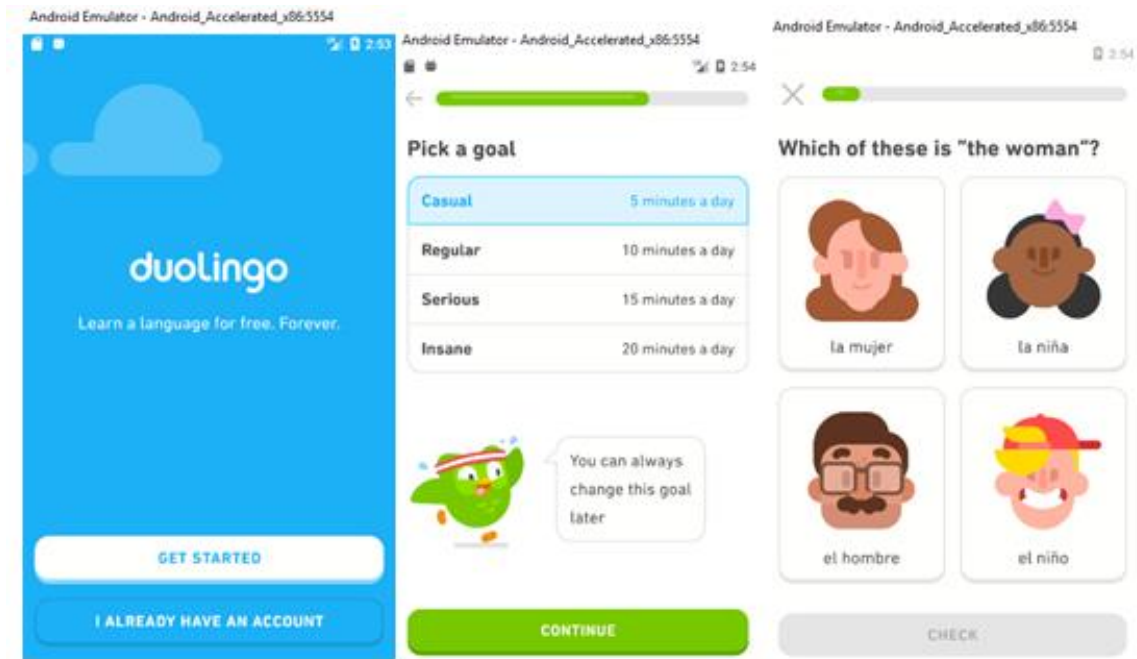 Android Emulator - Android_Accelerated_x86:5554
2:53
duolingo
Learn a language for free. Forever.
GET STARTED
I ALREADY HAVE AN ACCOUNT
Android Emulator - Android_Accelerated_x86:5554
2:54
Pick a goal
Casual 5 minutes a day
Regular 10 minutes a day
Serious 15 minutes a day
Insane 20 minutes a day
You can always
change this goal
later
CONTINUE
Android Emulator - Android_Accelerated_x86:5554
2:54
Which of these is "the woman"?
la mujer la niña
el hombre el niño
CHECK